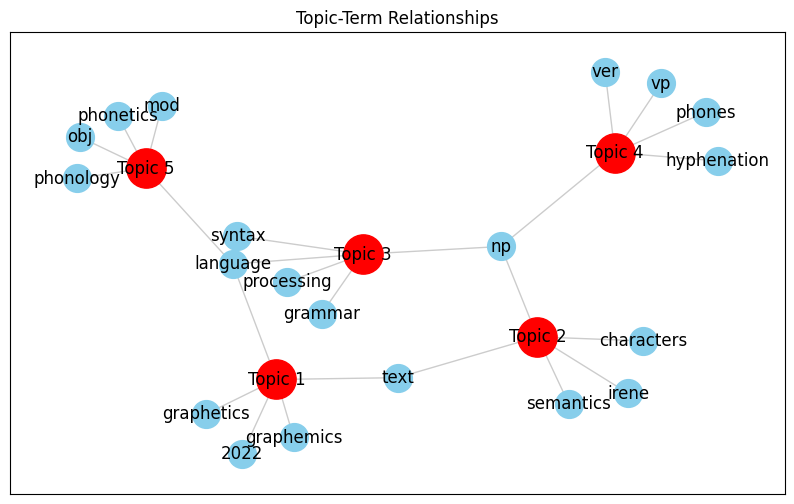 Topic-Term Relationships
ver
vp
mod
phonetics
phones
obj
Topic 4
hyphenation
Topic 5
phonology
syntax
np
Topic 3
language
processing
grammar
Topic 2
characters
text
Topic 1
irene
semantics
graphetics
graphemics
2022